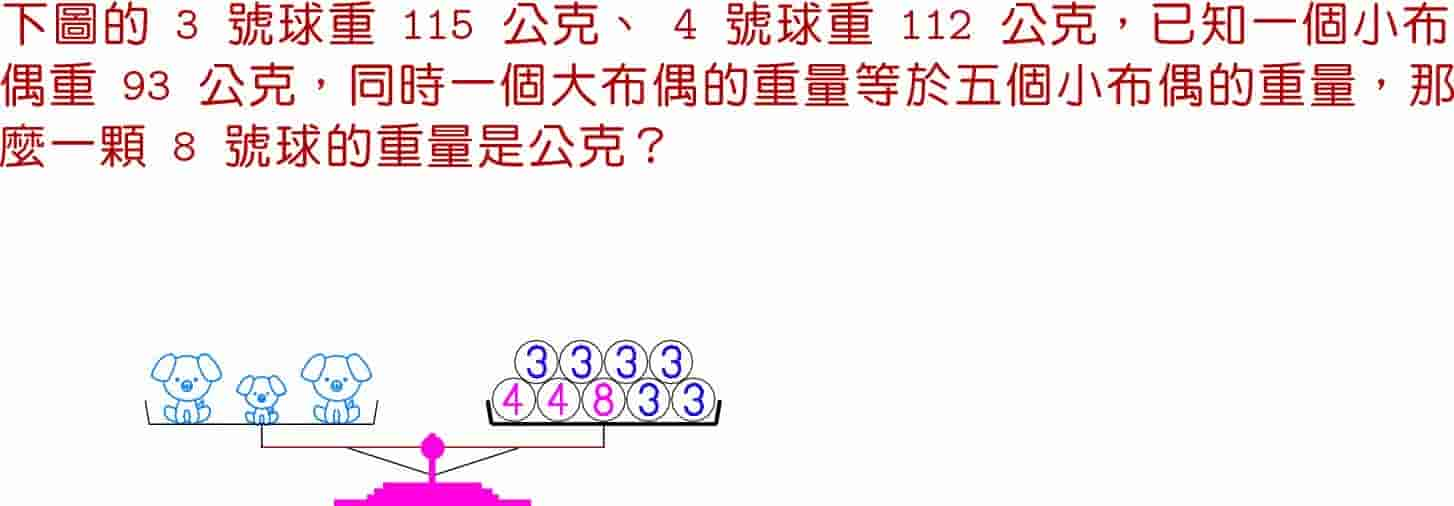 下圖的 3 號球重 115 公克、 4 號球重 112 公克，已知一個小布
偶重 93 公克，同時一個大布偶的重量等於五個小布偶的重量，那
麼一顆 8 號球的重量是公克？
3 3 3 3
4 4 8 3 3